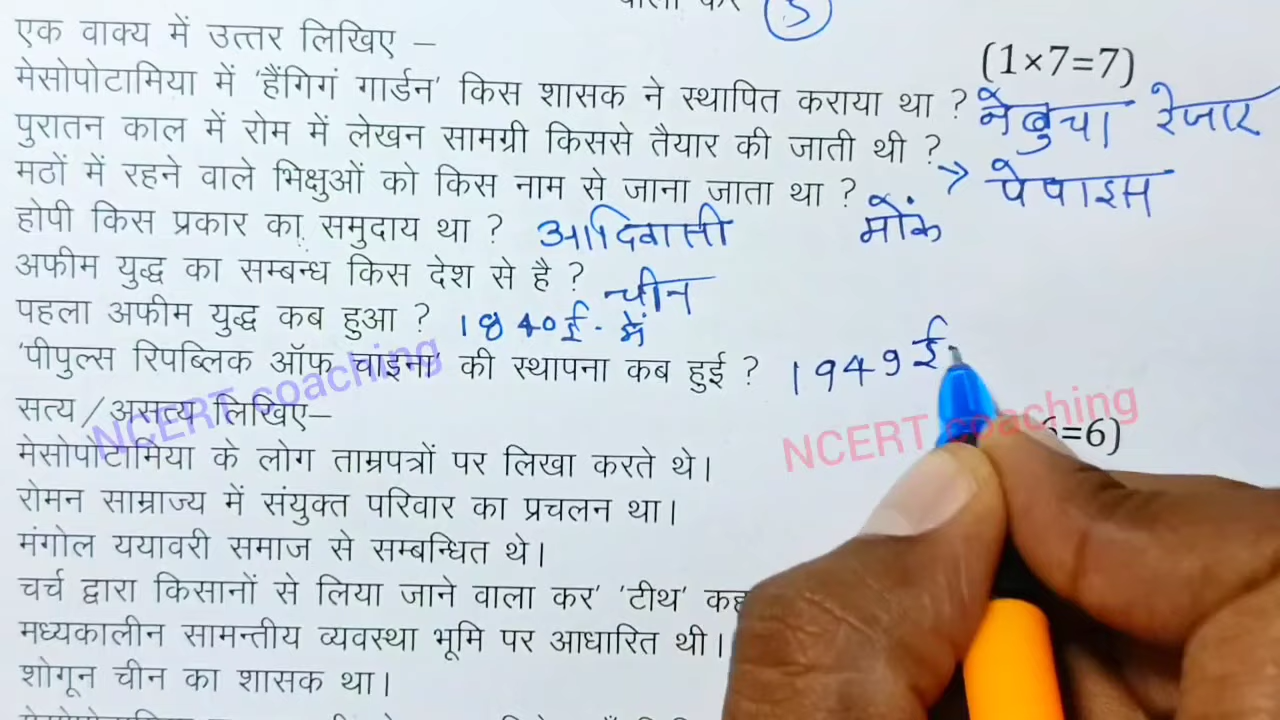 एक वाक्य में उत्तर लिखिए –
(1×7=7)
मेसोपोटामिया में 'हैंगिगं गार्डन' किस शासक ने स्थापित कराया था ? नेबुचा रेजार
पुरातन काल में रोम में लेखन सामग्री किससे तैयार की जाती थी ? → पेपाइस
मठों में रहने वाले भिक्षुओं को किस नाम से जाना जाता था ? मोंक
होपी किस प्रकार का समुदाय था ? आदिवासी
अफीम युद्ध का सम्बन्ध किस देश से है ? चीन
पहला अफीम युद्ध कब हुआ ? 1840 ई. में
'पीपुल्स रिपब्लिक ऑफ चाइना' की स्थापना कब हुई ? 1949 ई
सत्य/असत्य लिखिए–
6=6)
मेसोपोटामिया के लोग ताम्रपत्रों पर लिखा करते थे।
रोमन साम्राज्य में संयुक्त परिवार का प्रचलन था।
मंगोल ययावरी समाज से सम्बन्धित थे।
चर्च द्वारा किसानों से लिया जाने वाला कर' 'टीथ'
मध्यकालीन सामन्तीय व्यवस्था भूमि पर आधारित थी।
शोगून चीन का शासक था।
NCERT coaching
NCERT coaching